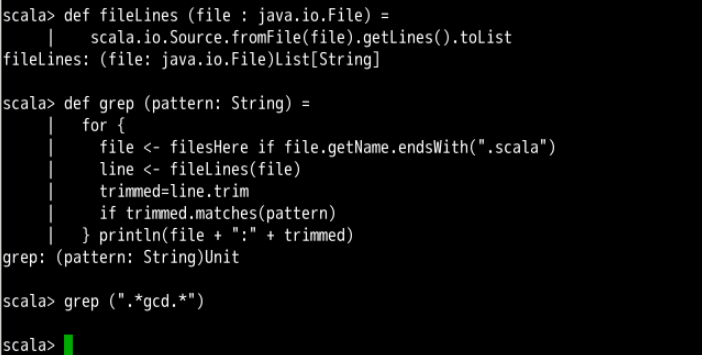 scala> def fileLines (file : java.io.File) =
     |    scala.io.Source.fromFile(file).getLines().toList
fileLines: (file: java.io.File)List[String]

scala> def grep (pattern: String) =
     |   for {
     |     file <- filesHere if file.getName.endsWith(".scala")
     |     line <- fileLines(file)
     |     trimmed=line.trim
     |     if trimmed.matches(pattern)
     |   } println(file + ":" + trimmed)
grep: (pattern: String)Unit

scala> grep (".*gcd.*")

scala>